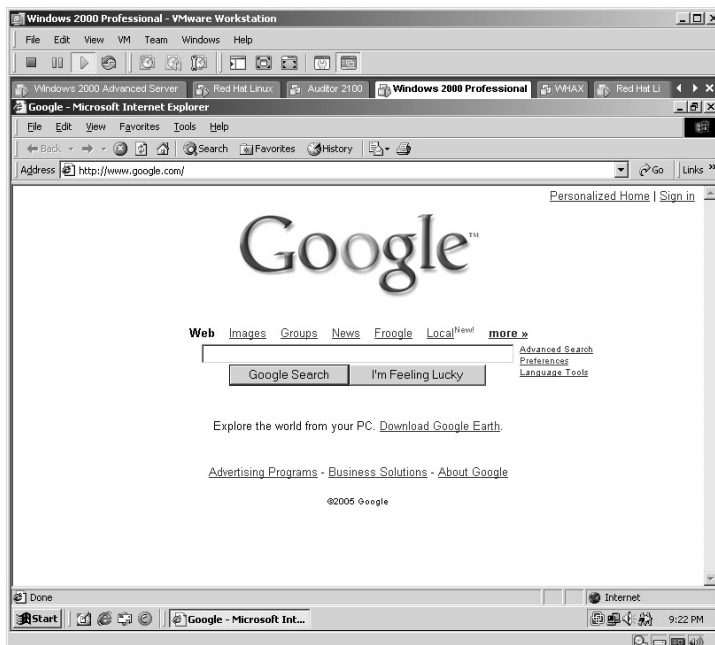 Windows 2000 Professional - VMware Workstation
File Edit View VM Team Windows Help
Windows 2000 Advanced Server Red Hat Linux Auditor 2100 Windows 2000 Professional WHAX Red Hat Li
Google - Microsoft Internet Explorer
File Edit View Favorites Tools Help
Back Search Favorites History
Address http://www.google.com/ Go Links »
Personalized Home | Sign in
Google™
Web Images Groups News Froogle Local New! more »
Advanced Search
Preferences
Language Tools
Google Search I'm Feeling Lucky
Explore the world from your PC. Download Google Earth.
Advertising Programs - Business Solutions - About Google
©2005 Google
Done Internet
Start Google - Microsoft Int... 9:22 PM